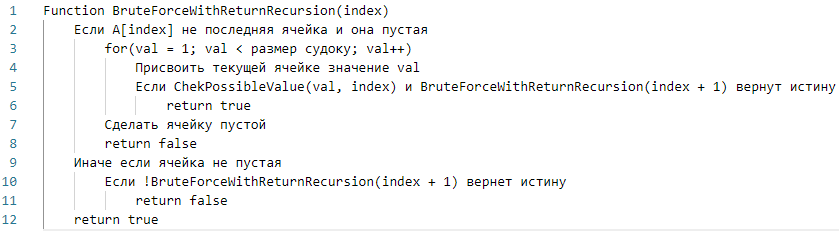 1 Function BruteForceWithReturnRecursion(index)
2 Если A[index] не последняя ячейка и она пустая
3 for(val = 1; val < размер судоку; val++)
4 Присвоить текущей ячейке значение val
5 Если ChekPossibleValue(val, index) и BruteForceWithReturnRecursion(index + 1) вернут истину
6 return true
7 Сделать ячейку пустой
8 return false
9 Иначе если ячейка не пустая
10 Если !BruteForceWithReturnRecursion(index + 1) вернет истину
11 return false
12 return true